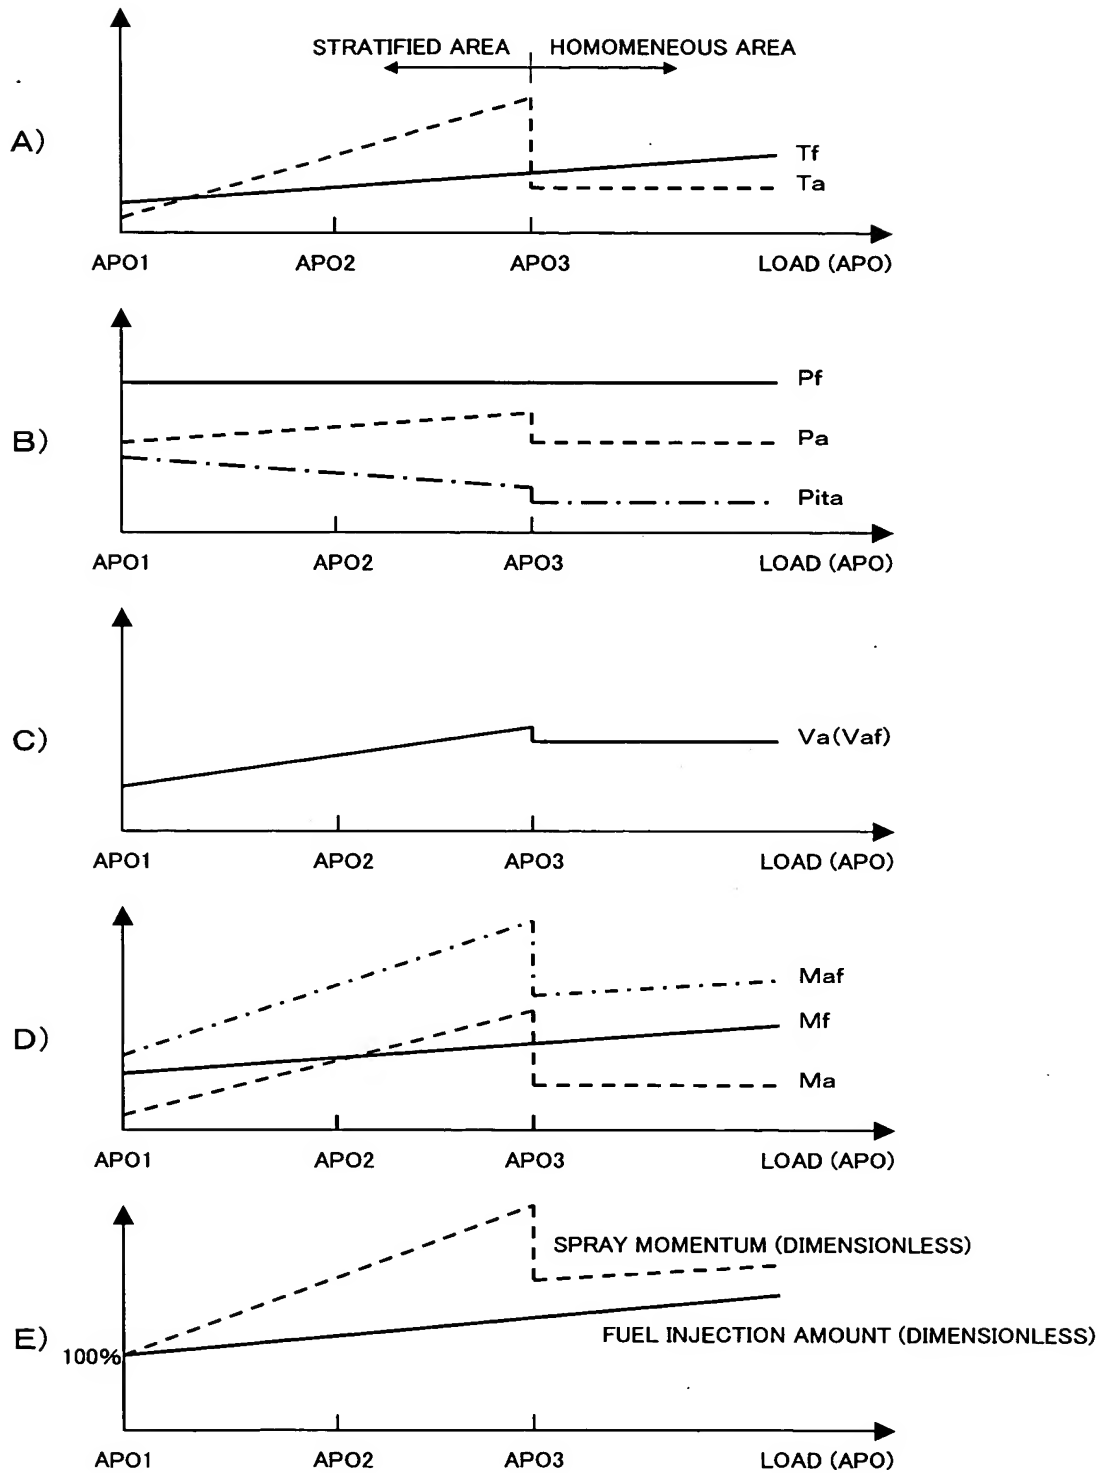 STRATIFIED AREA HOMOMENEOUS AREA
A)
Tf
Ta
APO1 APO2 APO3 LOAD (APO)
B)
Pf
Pa
Pita
APO1 APO2 APO3 LOAD (APO)
C)
Va(Vaf)
APO1 APO2 APO3 LOAD (APO)
D)
Maf
Mf
Ma
APO1 APO2 APO3 LOAD (APO)
SPRAY MOMENTUM (DIMENSIONLESS)
E)
FUEL INJECTION AMOUNT (DIMENSIONLESS)
100%
APO1 APO2 APO3 LOAD (APO)